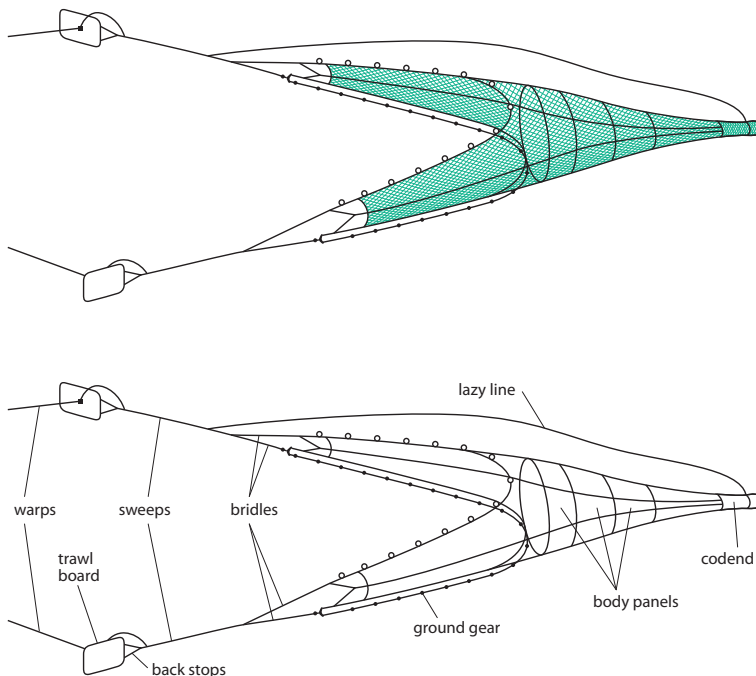 lazy line
warps
sweeps
bridles
trawl
board
codend
body panels
ground gear
back stops